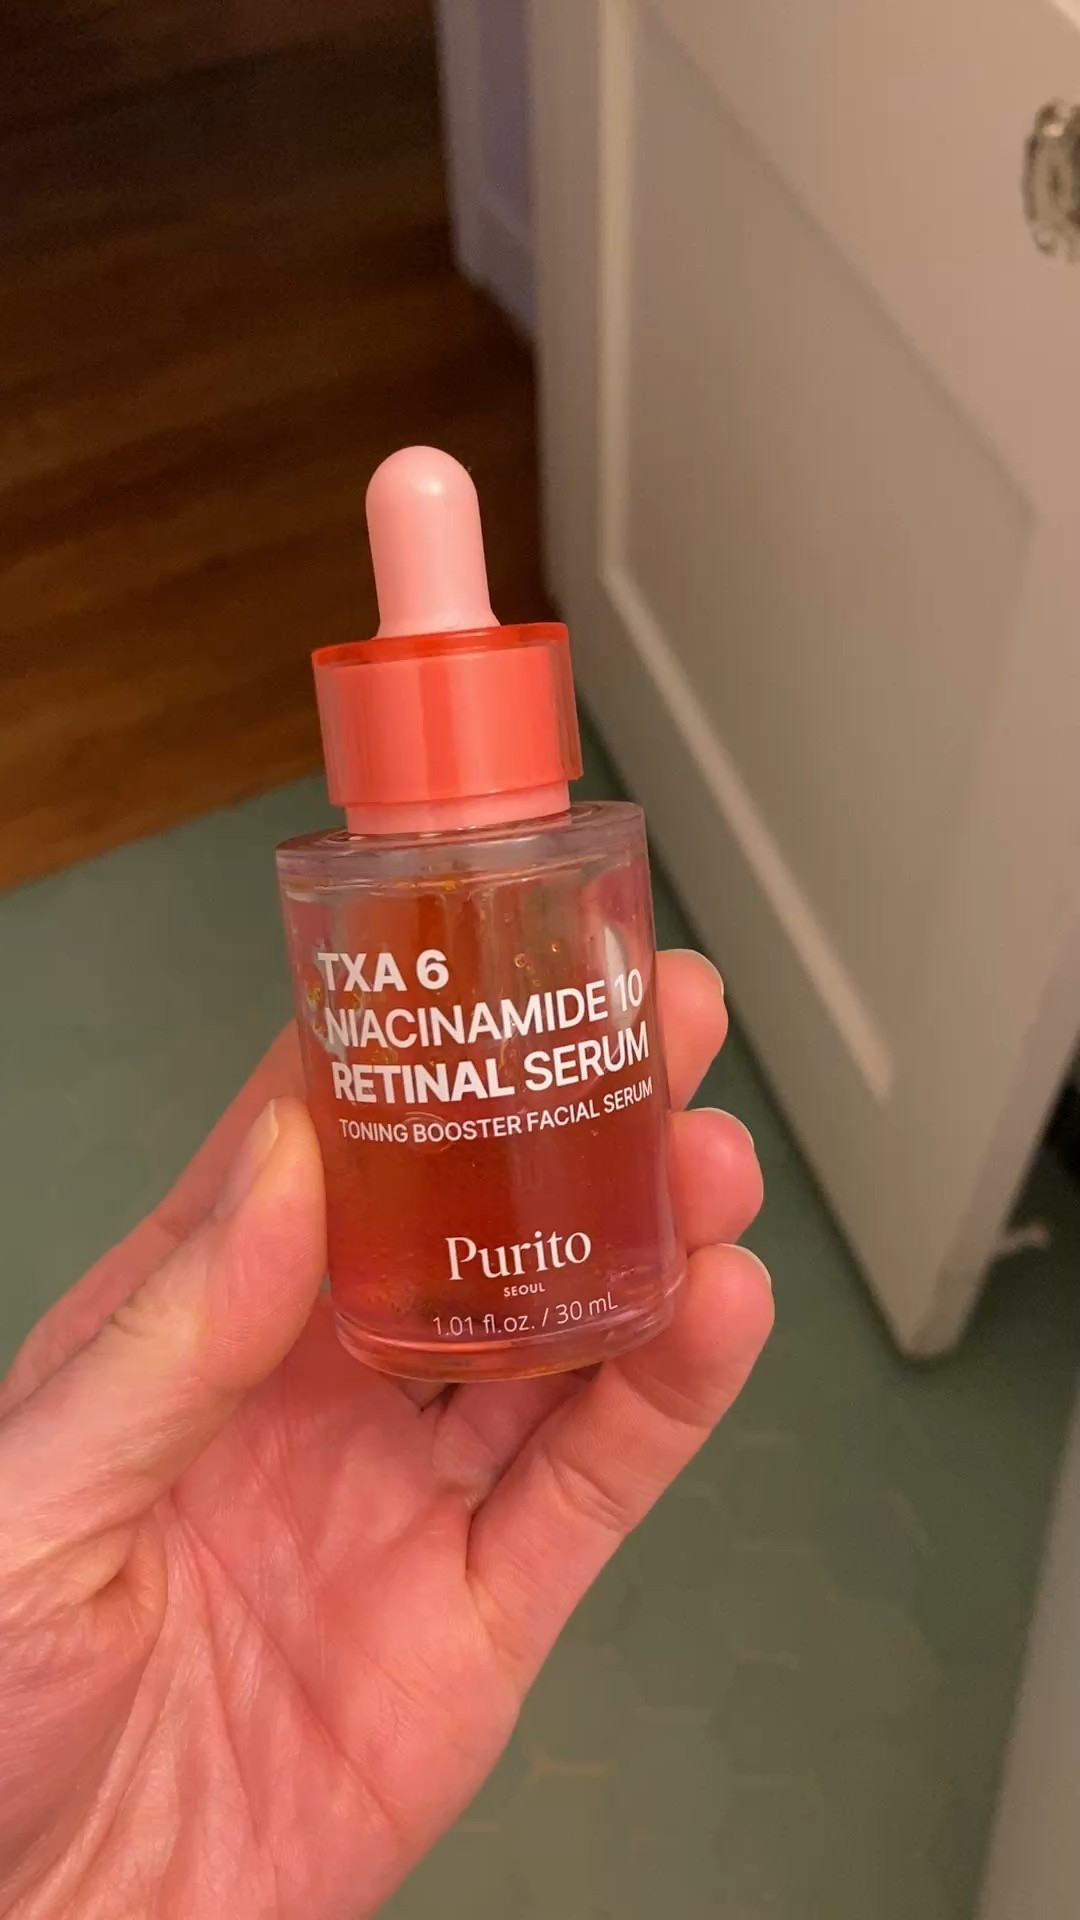 TXA 6
NIACINAMIDE 10
RETINAL SERUM
TONING BOOSTER FACIAL SERUM
Purito
SEOUL
1.01 fl.oz. / 30 mL